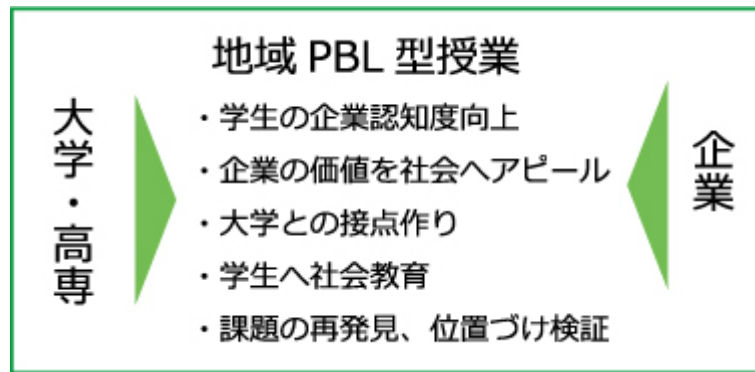 地域 PBL 型授業
大学・高専
・学生の企業認知度向上
・企業の価値を社会へアピール
・大学との接点作り
・学生へ社会教育
・課題の再発見、位置づけ検証
企業